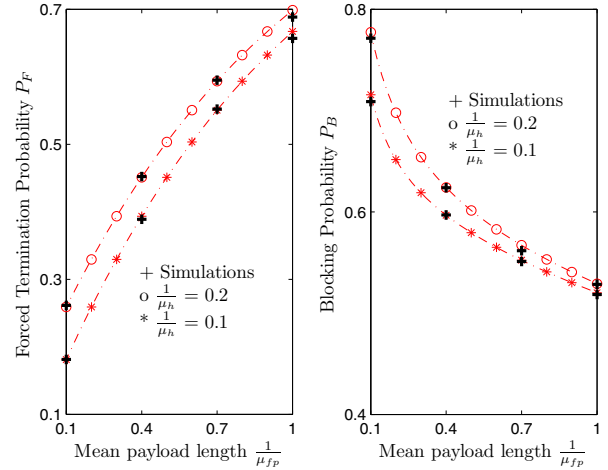 Forced Termination Probability P_F
0.7
0.5
0.3
0.1
+ Simulations
o 1/μ_h = 0.2
* 1/μ_h = 0.1
0.1 0.4 0.7 1
Mean payload length 1/μ_fp
Blocking Probability P_B
0.8
0.6
0.4
+ Simulations
o 1/μ_h = 0.2
* 1/μ_h = 0.1
0.1 0.4 0.7 1
Mean payload length 1/μ_fp